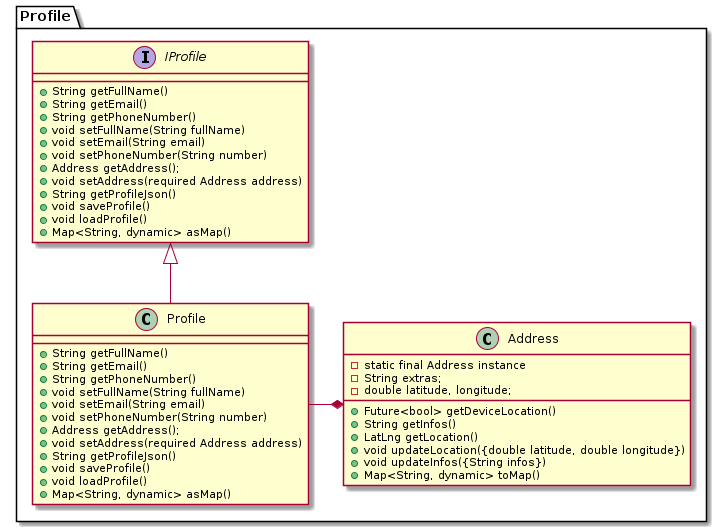 Profile
I IProfile
String getFullName()
String getEmail()
String getPhoneNumber()
void setFullName(String fullName)
void setEmail(String email)
void setPhoneNumber(String number)
Address getAddress();
void setAddress(required Address address)
String getProfileJson()
void saveProfile()
void loadProfile()
Map<String, dynamic> asMap()
C Profile
String getFullName()
String getEmail()
String getPhoneNumber()
void setFullName(String fullName)
void setEmail(String email)
void setPhoneNumber(String number)
Address getAddress();
void setAddress(required Address address)
String getProfileJson()
void saveProfile()
void loadProfile()
Map<String, dynamic> asMap()
C Address
static final Address instance
String extras;
double latitude, longitude;
Future<bool> getDeviceLocation()
String getInfos()
LatLng getLocation()
void updateLocation({double latitude, double longitude})
void updateInfos({String infos})
Map<String, dynamic> toMap()